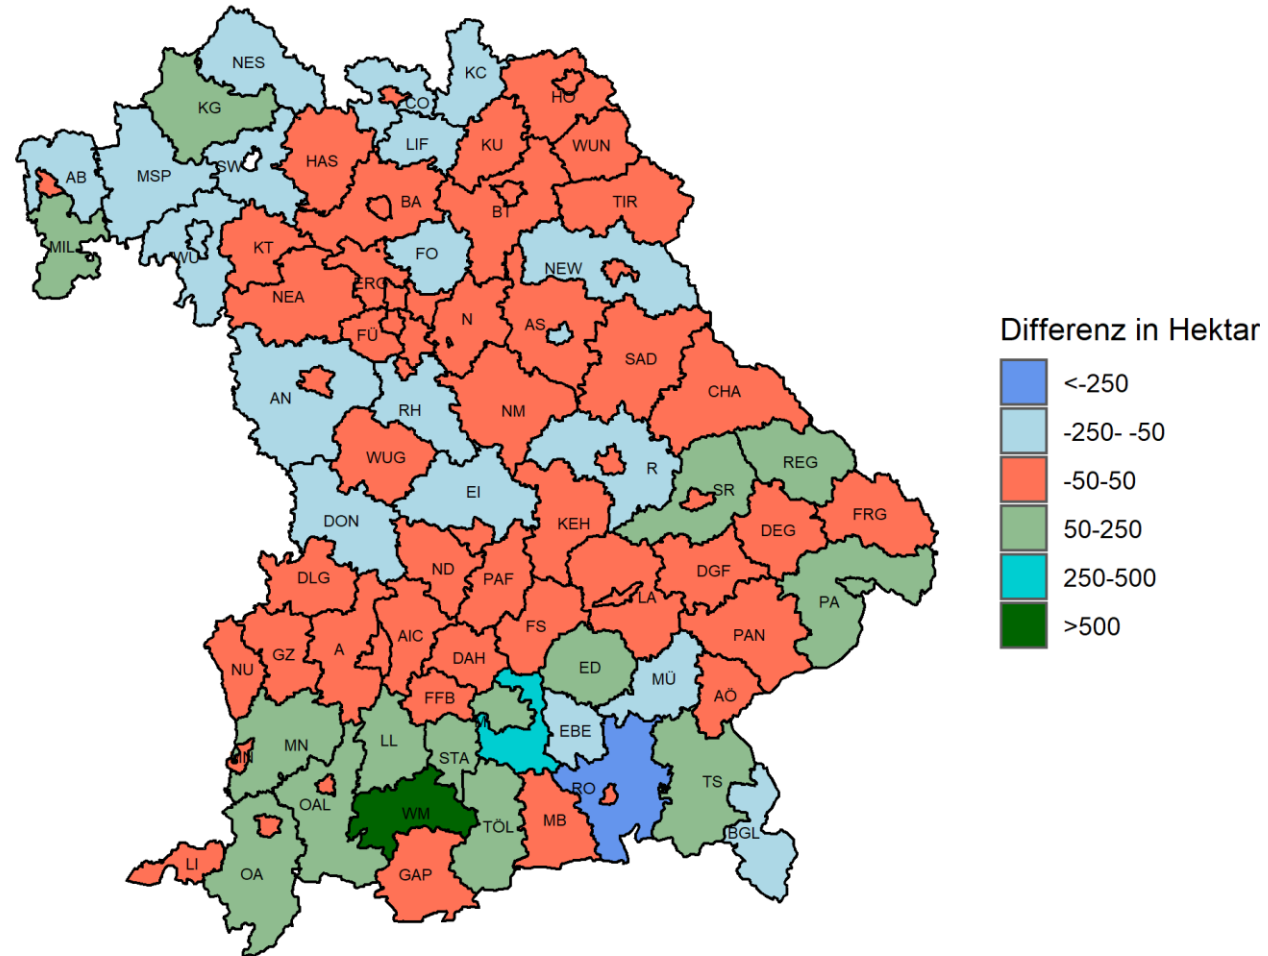 NES
KC
KG
CO
HO
LIF
KU
WUN
HAS
SW
AB
MSP
BA
BT
TIR
MIL
WÜ
KT
FO
NEW
ERC
NEA
N
AS
FÜ
SAD
CHA
AN
RH
NM
WUG
R
REG
SR
EI
DON
KEH
DEG
FRG
ND
PAF
DGF
DLG
LA
PA
AIC
FS
PAN
A
GZ
DAH
NU
ED
MÜ
AÖ
FFB
EBE
MN
LL
STA
TS
RO
OAL
WM
TÖL
MB
BGL
LI
OA
GAP
Differenz in Hektar
<-250
-250- -50
-50-50
50-250
250-500
>500